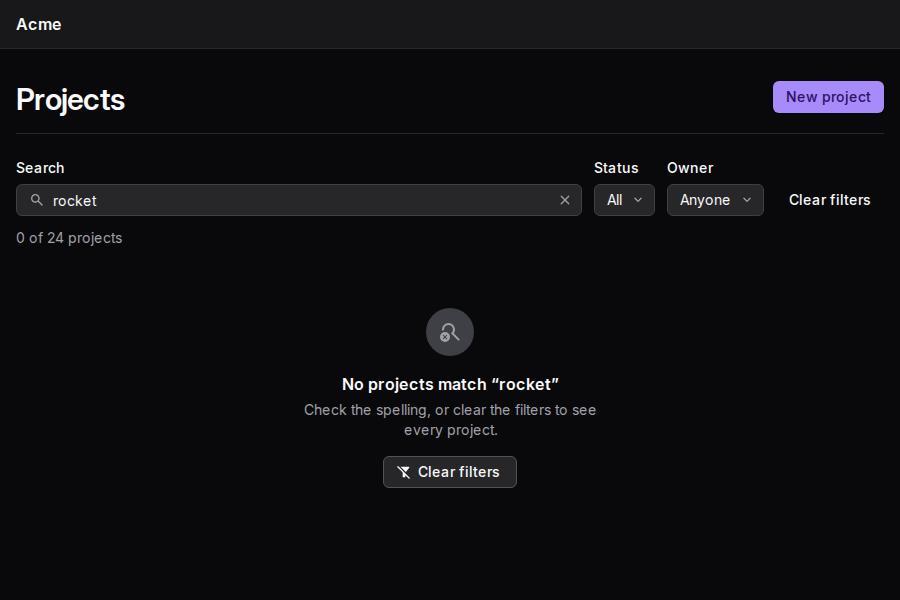 Acme
Projects
New project
Search
Status
Owner
rocket
All
Anyone
Clear filters
0 of 24 projects
No projects match “rocket”
Check the spelling, or clear the filters to see
every project.
Clear filters